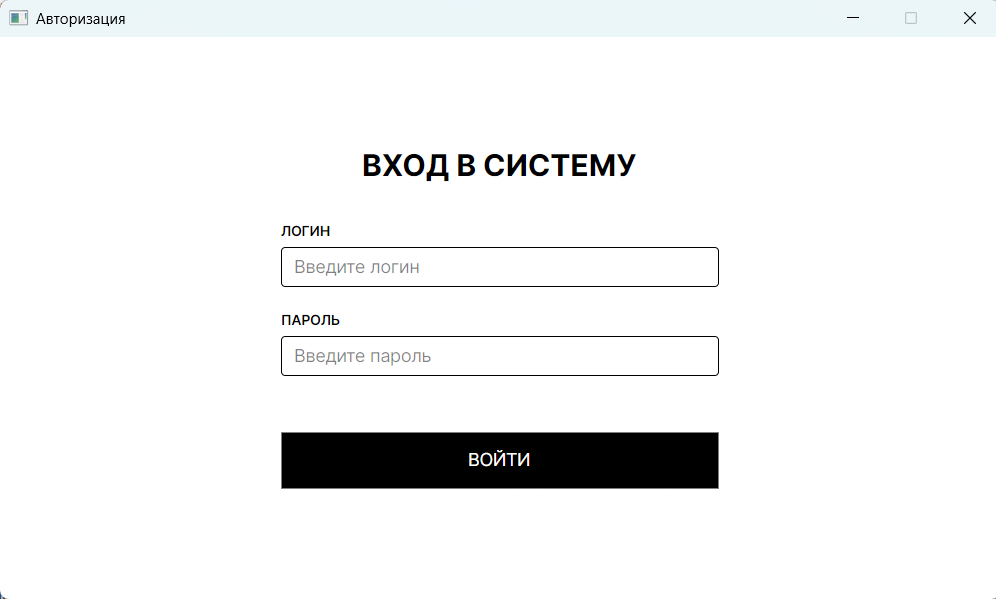 Авторизация
ВХОД В СИСТЕМУ
ЛОГИН
Введите логин
ПАРОЛЬ
Введите пароль
ВОЙТИ